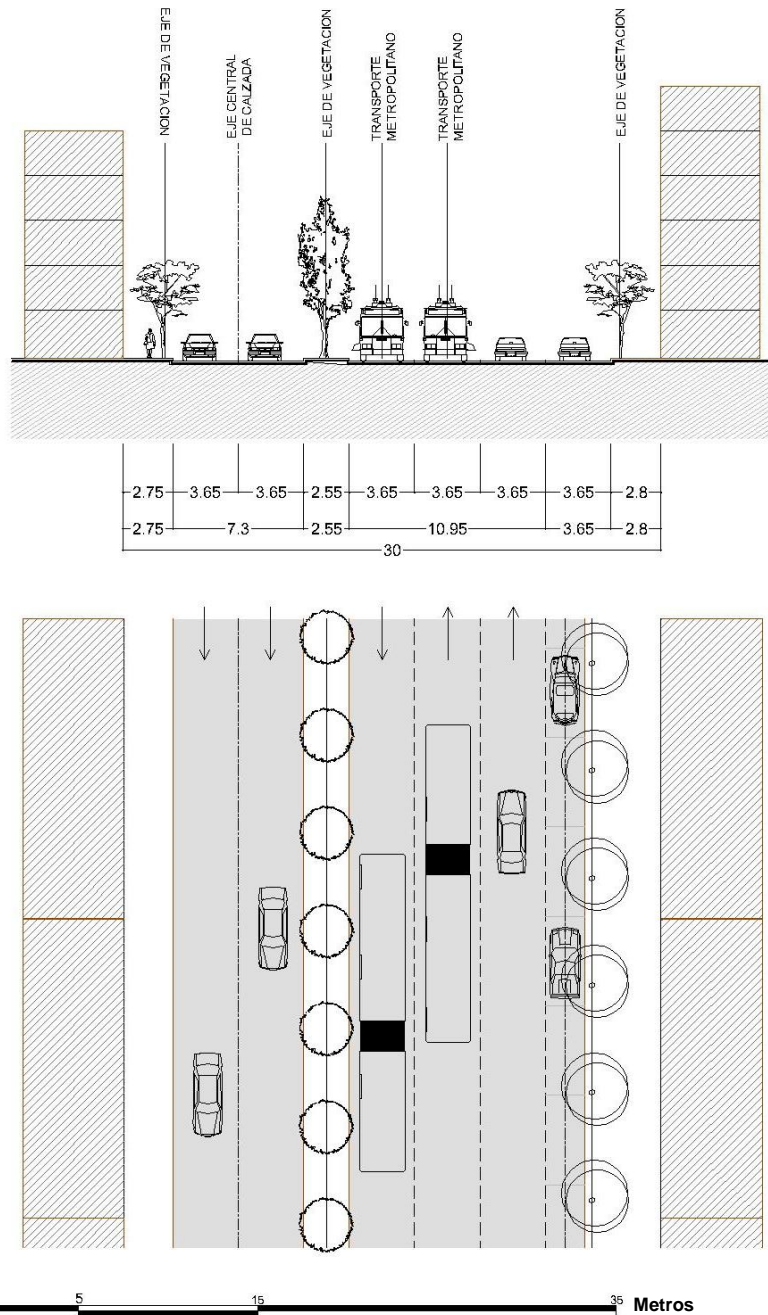 EJE DE VEGETACION
EJE CENTRAL
DE CALZADA
EJE DE VEGETACION
TRANSPORTE
METROPOLITANO
TRANSPORTE
METROPOLITANO
EJE DE VEGETACION
2.75 3.65 3.65 2.55 3.65 3.65 3.65 3.65 2.8
2.75 7.3 2.55 10.95 3.65 2.8
30
5 15 35 Metros